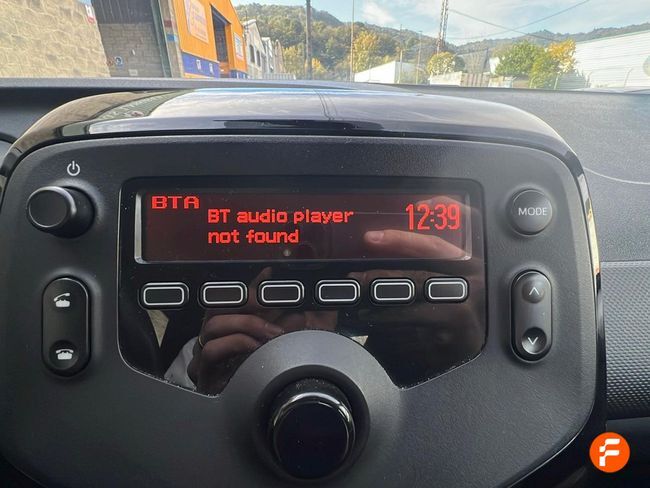 BTA
BT audio player
12:39
not found
MODE